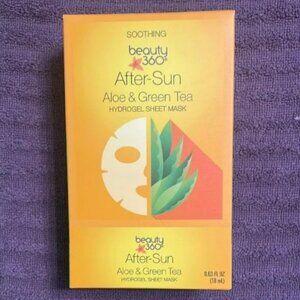 SOOTHING
beauty
360°
After-Sun
Aloe & Green Tea
HYDROGEL SHEET MASK
beauty
360°
After-Sun
Aloe & Green Tea
HYDROGEL SHEET MASK
0.63 FL OZ
(18 mL)